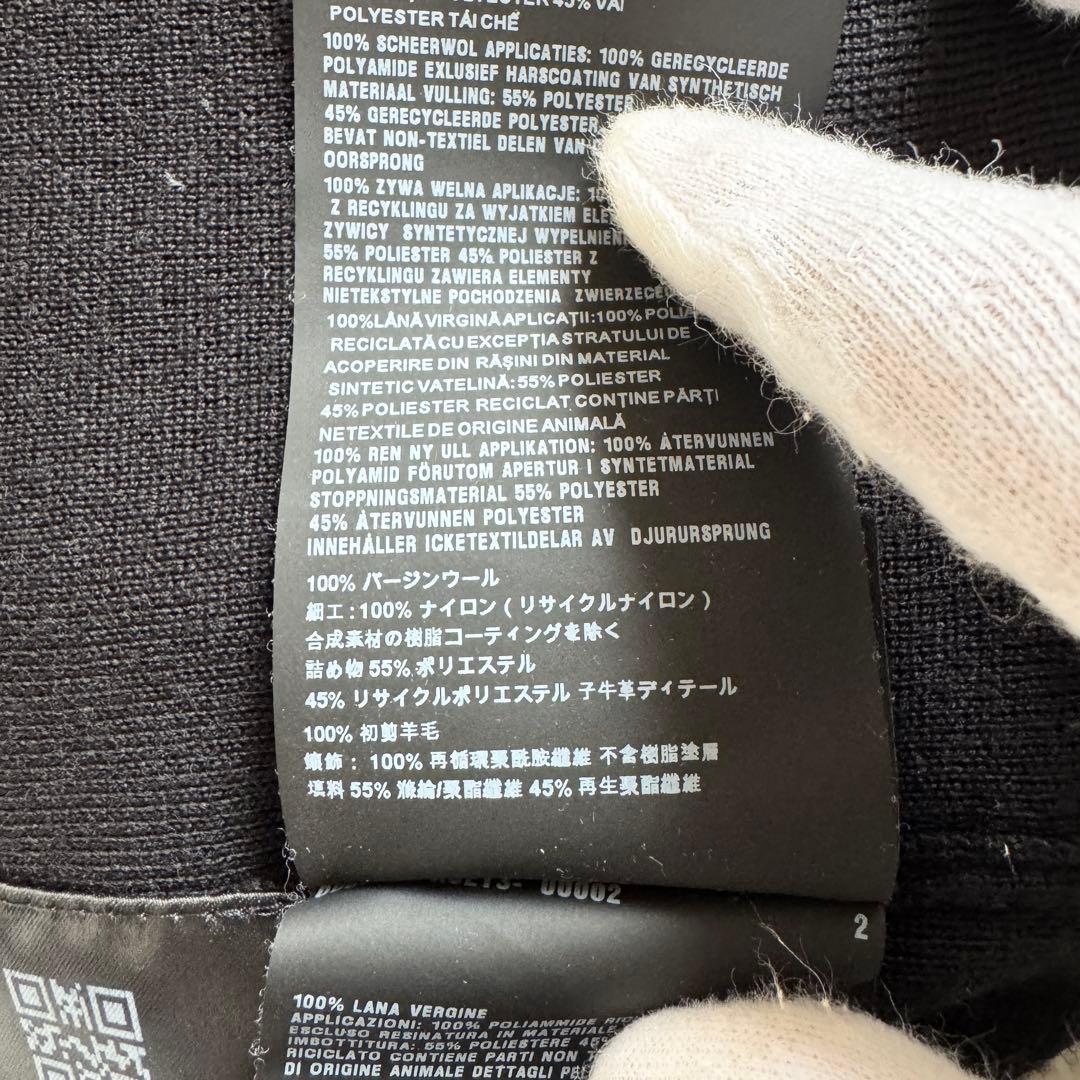 POLYESTER 45% VẢI
POLYESTER TÁI CHẾ
100% SCHEERWOL APPLICATIES: 100% GERECYCLEERDE
POLYAMIDE EXLUSIEF HARSCOATING VAN SYNTHETISCH
MATERIAAL VULLING: 55% POLYESTER
45% GERECYCLEERDE POLYESTER
BEVAT NON-TEXTIEL DELEN VAN
OORSPRONG
100% ZYWA WELNA APLIKACJE:
Z RECYKLINGU ZA WYJATKIEM
ZYWICY SYNTETYCZNEJ
55% POLIESTER 45% POLIESTER Z
RECYKLINGU ZAWIERA ELEMENTY
NIETEKSTYLNE POCHODZENIA
100%LÂNĂ VIRGINĂ APLICAȚII:100%
RECICLATĂ CU EXCEPȚIA STRATULUI DE
ACOPERIRE DIN RĂȘINI DIN MATERIAL
SINTETIC VATELINĂ:55% POLIESTER
45% POLIESTER RECICLAT CONȚINE PĂRȚI
NETEXTILE DE ORIGINE ANIMALĂ
100% REN NY ULL APPLIKATION: 100% ÅTERVUNNEN
POLYAMID FÖRUTOM APERTUR I SYNTETMATERIAL
STOPPNINGSMATERIAL 55% POLYESTER
45% ÅTERVUNNEN POLYESTER
INNEHÅLLER ICKETEXTILDELAR AV DJURURSPRUNG
100% バージンウール
細工:100% ナイロン ( リサイクルナイロン )
合成素材の樹脂コーティングを除く
詰め物 55% ポリエステル
45% リサイクルポリエステル 子牛革ディテール
100% 初剪羊毛
鑲飾: 100% 再循環聚酰胺纖維 不含樹脂塗層
填料 55% 滌綸/聚酯纖維 45% 再生聚酯纖維
00002
2
100% LANA VERGINE
APPLICAZIONI: 100% POLIAMMIDE
ESCLUSO RESINATURA IN MATERIALE
IMBOTTITURA: 55% POLIESTERE
RICICLATO CONTIENE PARTI NON
DI ORIGINE ANIMALE DETTAGLI